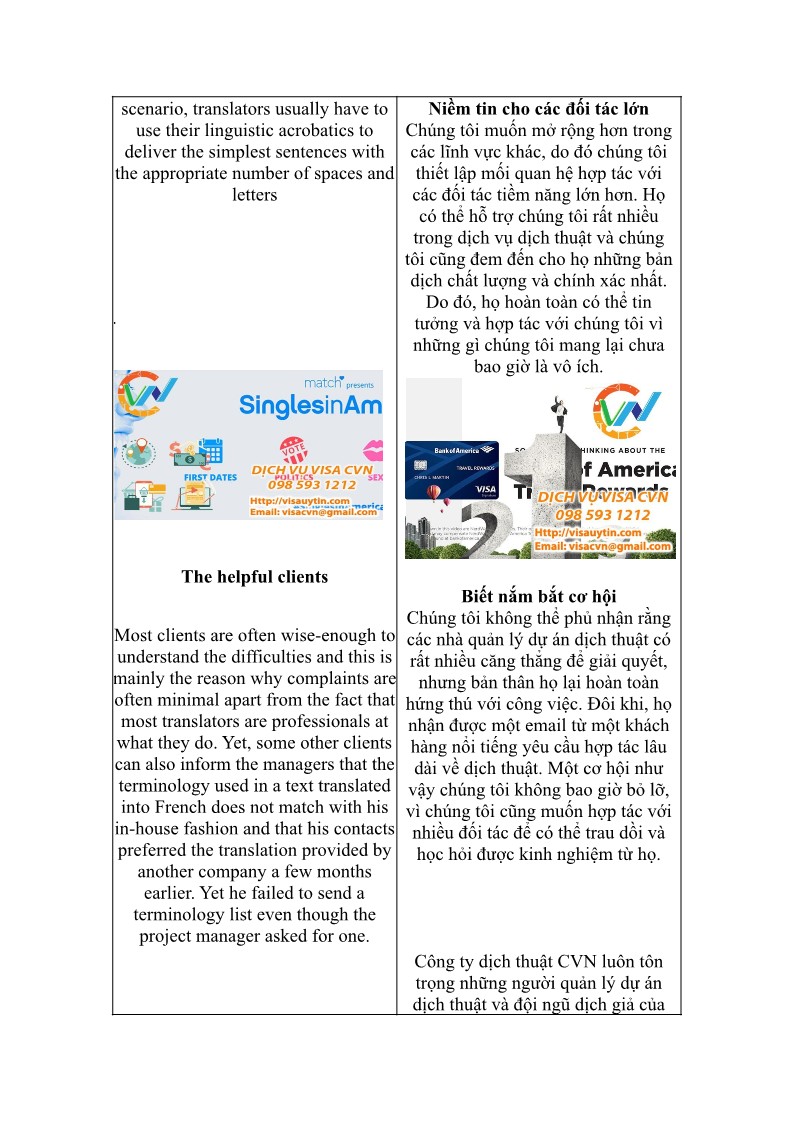 scenario, translators usually have to
use their linguistic acrobatics to
deliver the simplest sentences with
the appropriate number of spaces and
letters
.
match presents
SinglesinAm
FIRST DATES
VOTE
POLITICS
SEX
DỊCH VỤ VISA CVN
098 593 1212
Http://visauytin.com
Email: visacvn@gmail.com
The helpful clients
Most clients are often wise-enough to
understand the difficulties and this is
mainly the reason why complaints are
often minimal apart from the fact that
most translators are professionals at
what they do. Yet, some other clients
can also inform the managers that the
terminology used in a text translated
into French does not match with his
in-house fashion and that his contacts
preferred the translation provided by
another company a few months
earlier. Yet he failed to send a
terminology list even though the
project manager asked for one.
Niềm tin cho các đối tác lớn
Chúng tôi muốn mở rộng hơn trong
các lĩnh vực khác, do đó chúng tôi
thiết lập mối quan hệ hợp tác với
các đối tác tiềm năng lớn hơn. Họ
có thể hỗ trợ chúng tôi rất nhiều
trong dịch vụ dịch thuật và chúng
tôi cũng đem đến cho họ những bản
dịch chất lượng và chính xác nhất.
Do đó, họ hoàn toàn có thể tin
tưởng và hợp tác với chúng tôi vì
những gì chúng tôi mang lại chưa
bao giờ là vô ích.
CVN
Bank of America
TRAVEL REWARDS
CHRIS L MARTIN
VISA
HINKING ABOUT THE
of America
Rewards
DỊCH VỤ VISA CVN
098 593 1212
Http://visauytin.com
Email: visacvn@gmail.com
Biết nắm bắt cơ hội
Chúng tôi không thể phủ nhận rằng
các nhà quản lý dự án dịch thuật có
rất nhiều căng thẳng để giải quyết,
nhưng bản thân họ lại hoàn toàn
hứng thú với công việc. Đôi khi, họ
nhận được một email từ một khách
hàng nổi tiếng yêu cầu hợp tác lâu
dài về dịch thuật. Một cơ hội như
vậy chúng tôi không bao giờ bỏ lỡ,
vì chúng tôi cũng muốn hợp tác với
nhiều đối tác để có thể trau dồi và
học hỏi được kinh nghiệm từ họ.
Công ty dịch thuật CVN luôn tôn
trọng những người quản lý dự án
dịch thuật và đội ngũ dịch giả của